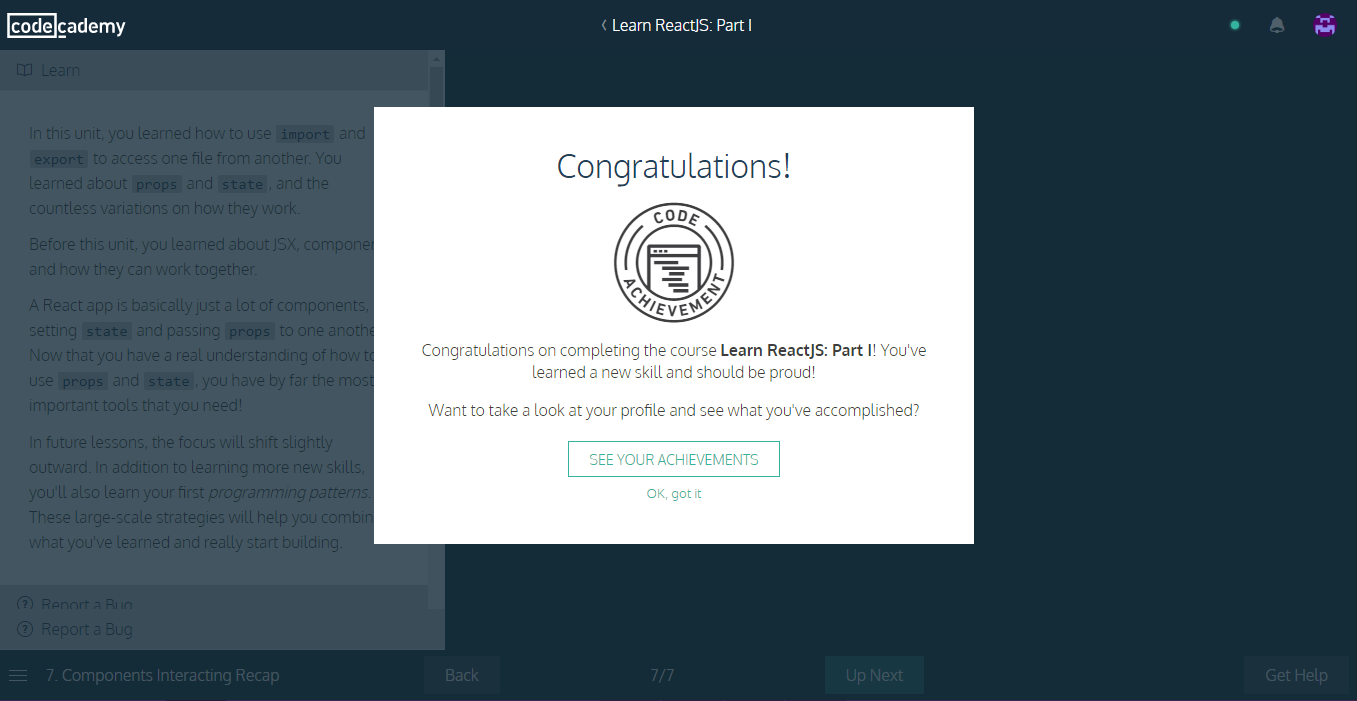 codecademy
Learn ReactJS: Part I
Learn
In this unit, you learned how to use import and
export to access one file from another. You
learned about props and state, and the
countless variations on how they work.
Before this unit, you learned about JSX, componen
and how they can work together.
A React app is basically just a lot of components,
setting state and passing props to one anothe
Now that you have a real understanding of how to
use props and state, you have by far the most
important tools that you need!
In future lessons, the focus will shift slightly
outward. In addition to learning more new skills,
you'll also learn your first programming patterns.
These large-scale strategies will help you combin
what you've learned and really start building.
Report a Bug
Report a Bug
Congratulations!
CODE
ACHIEVEMENT
Congratulations on completing the course Learn ReactJS: Part I! You've
learned a new skill and should be proud!
Want to take a look at your profile and see what you've accomplished?
SEE YOUR ACHIEVEMENTS
OK, got it
7. Components Interacting Recap
Back
7/7
Up Next
Get Help